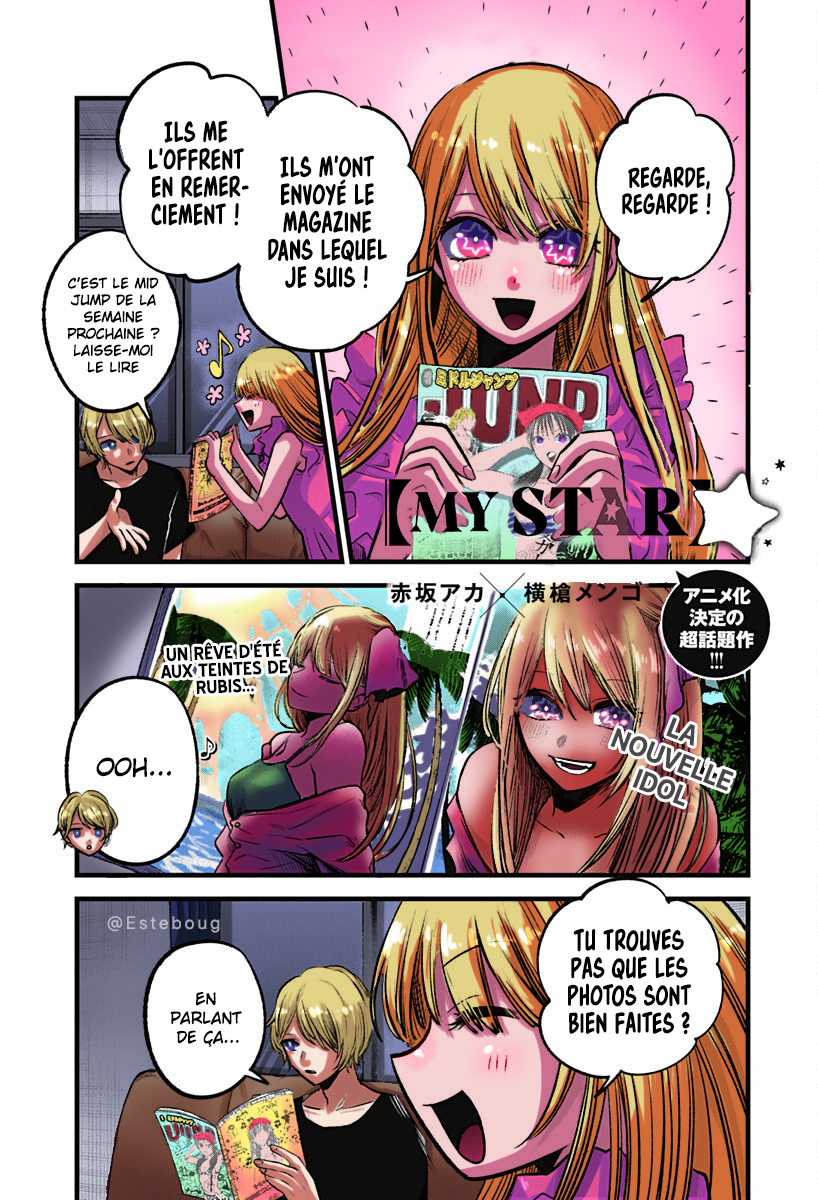 REGARDE,
REGARDE !
ILS M'ONT
ENVOYÉ LE
MAGAZINE
DANS LEQUEL
JE SUIS !
ILS ME
L'OFFRENT
EN REMER-
CIEMENT !
C'EST LE MID
JUMP DE LA
SEMAINE
PROCHAINE ?
LAISSE-MOI
LE LIRE
ミドルジャンプ
JUMP
【MY STAR】
赤坂アカ × 横槍メンゴ
アニメ化
決定の
超話題作
!!!
UN RÊVE D'ÉTÉ
AUX TEINTES DE
RUBIS...
LA
NOUVELLE
IDOL
OOH...
@Esteboug
TU TROUVES
PAS QUE LES
PHOTOS SONT
BIEN FAITES ?
EN
PARLANT
DE ÇA...